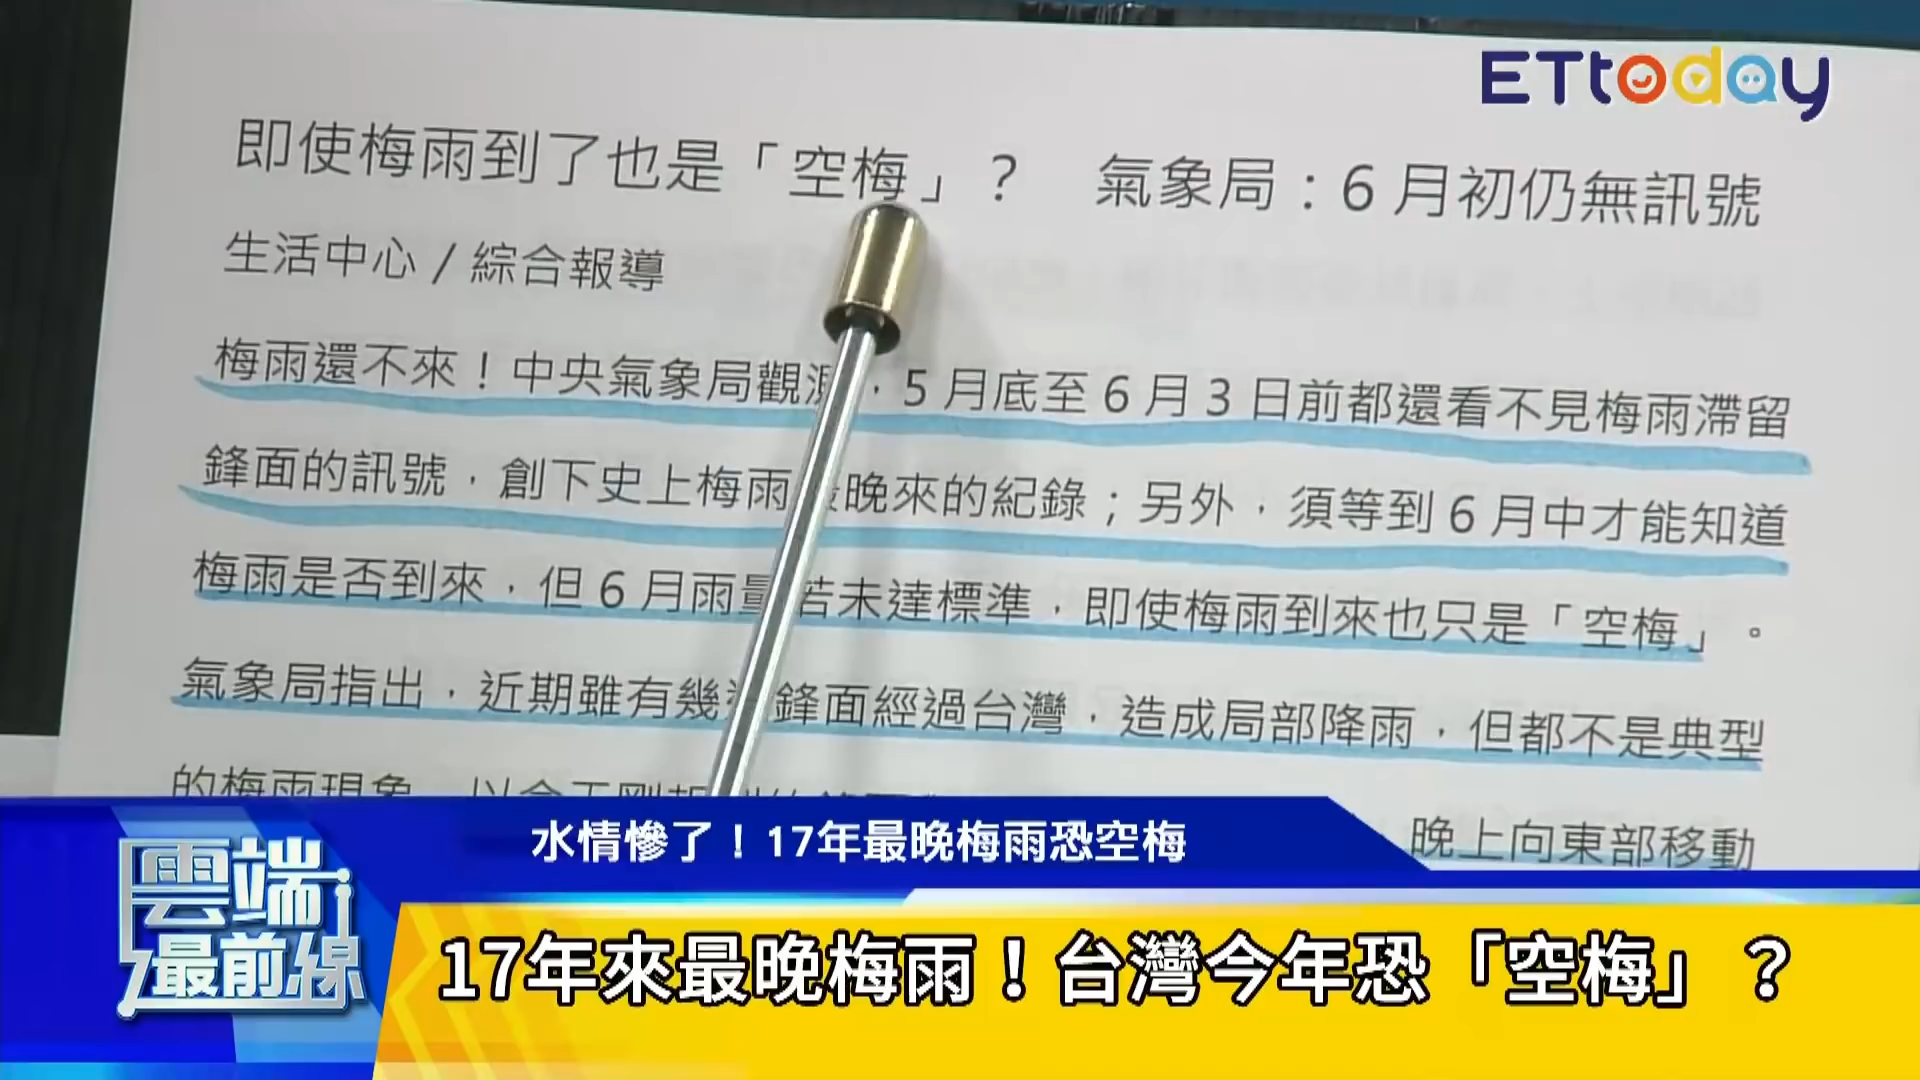 ETtoday
即使梅雨到了也是「空梅」? 氣象局:6月初仍無訊號
生活中心/綜合報導
梅雨還不來!中央氣象局觀測,5月底至6月3日前都還看不見梅雨滯留
鋒面的訊號,創下史上梅雨最晚來的紀錄;另外,須等到6月中才能知道
梅雨是否到來,但6月雨量若未達標準,即使梅雨到來也只是「空梅」。
氣象局指出,近期雖有幾 鋒面經過台灣,造成局部降雨,但都不是典型
的梅雨現象
晚上向東部移動
水情慘了!17年最晚梅雨恐空梅
雲端最前線
17年來最晚梅雨!台灣今年恐「空梅」?